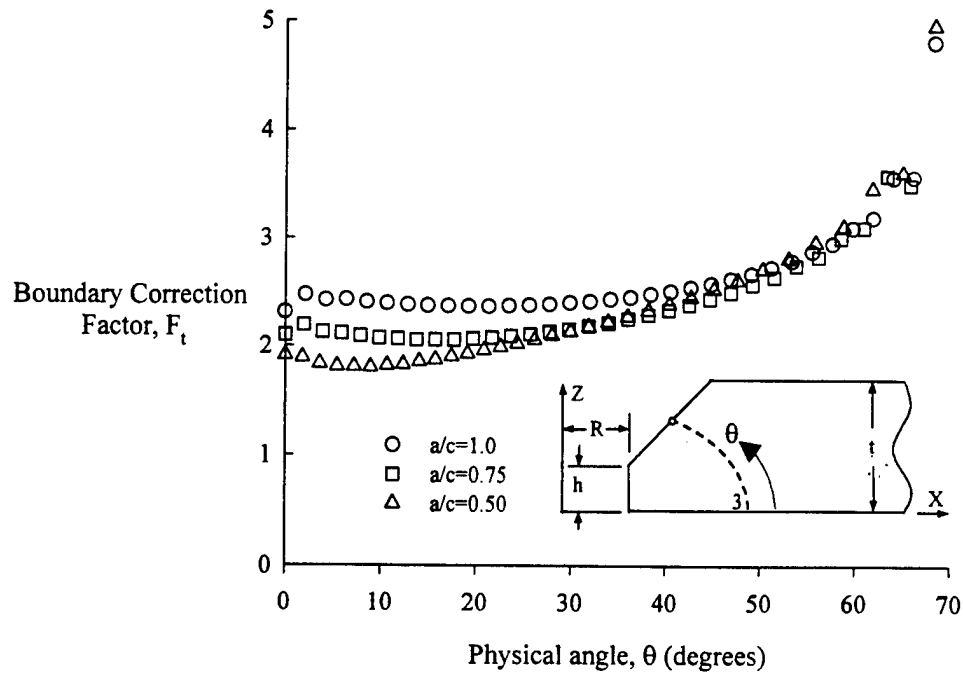 5
4
3
2
1
0
Boundary Correction
Factor, Fₜ
0 10 20 30 40 50 60 70
Physical angle, θ (degrees)
a/c=1.0
a/c=0.75
a/c=0.50
Z
R
h
θ
t
3
X